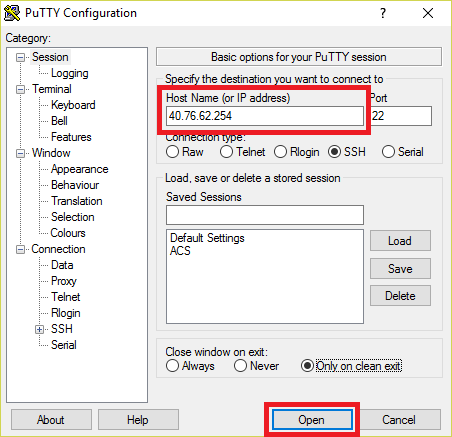 PuTTY Configuration
Category:
Session
Logging
Terminal
Keyboard
Bell
Features
Window
Appearance
Behaviour
Translation
Selection
Colours
Connection
Data
Proxy
Telnet
Rlogin
SSH
Serial
Basic options for your PuTTY session
Specify the destination you want to connect to
Host Name (or IP address) Port
40.76.62.254 22
Connection type:
Raw Telnet Rlogin SSH Serial
Load, save or delete a stored session
Saved Sessions
Default Settings
ACS
Load
Save
Delete
Close window on exit:
Always Never Only on clean exit
About Help Open Cancel